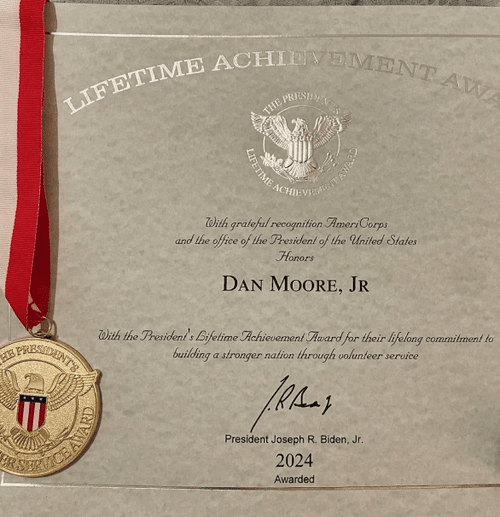 LIFETIME ACHIEVEMENT AWA
THE PRESIDENT'S
LIFETIME ACHIEVEMENT AWARD
With grateful recognition AmeriCorps
and the office of the President of the United States
Honors
DAN MOORE, JR
With the President's Lifetime Achievement Award for their lifelong commitment to
building a stronger nation through volunteer service
President Joseph R. Biden, Jr.
2024
Awarded
THE PRESIDENT'S
ER SERVICE AWARD